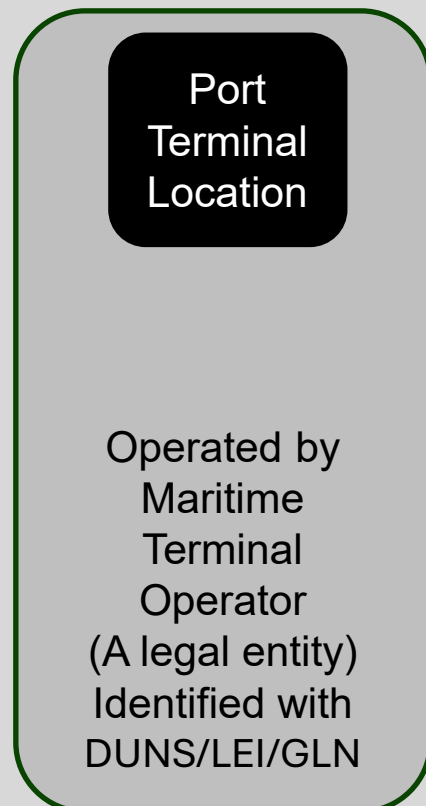 Port
Terminal
Location
Operated by
Maritime
Terminal
Operator
(A legal entity)
Identified with
DUNS/LEI/GLN